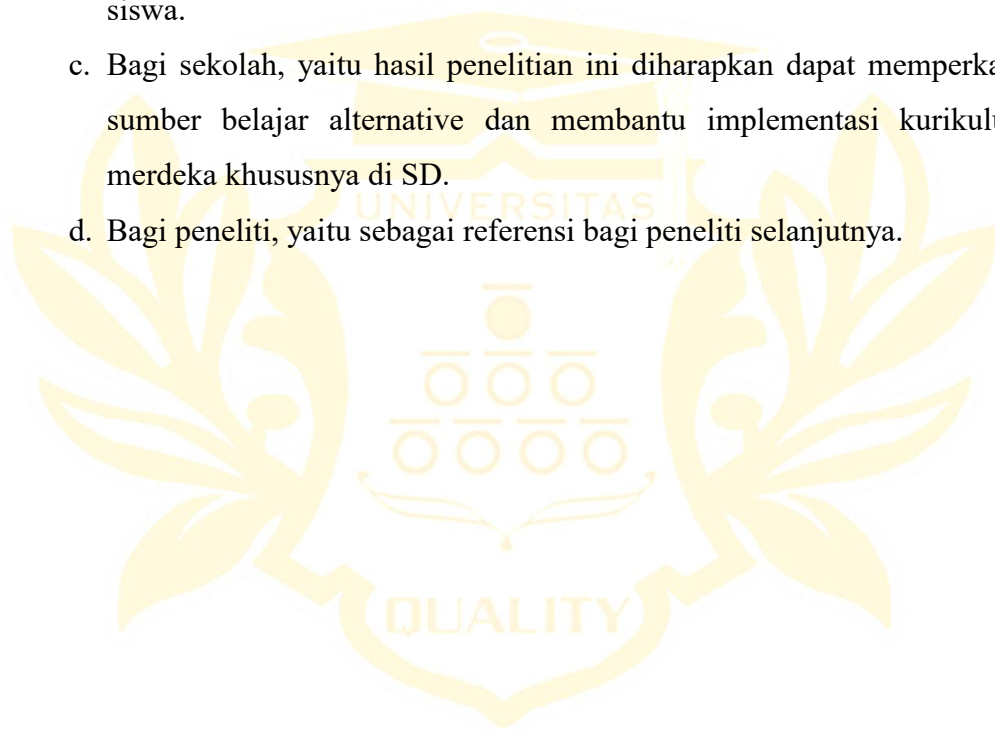 siswa.
c. Bagi sekolah, yaitu hasil penelitian ini diharapkan dapat memperka
sumber belajar alternative dan membantu implementasi kurikulu
merdeka khususnya di SD.
UNIVERSITAS
d. Bagi peneliti, yaitu sebagai referensi bagi peneliti selanjutnya.
QUALITY